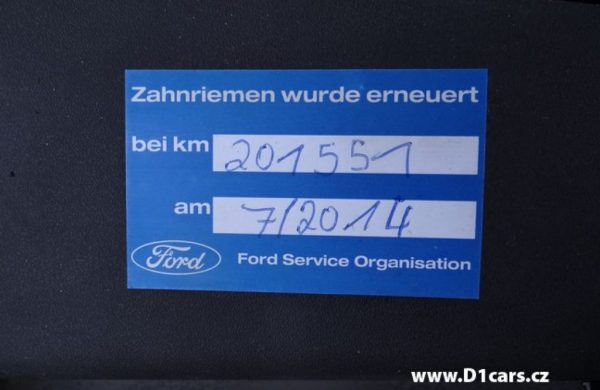 Zahnriemen wurde erneuert
bei km 201551
am 7/2014
Ford Ford Service Organisation
www.D1cars.cz